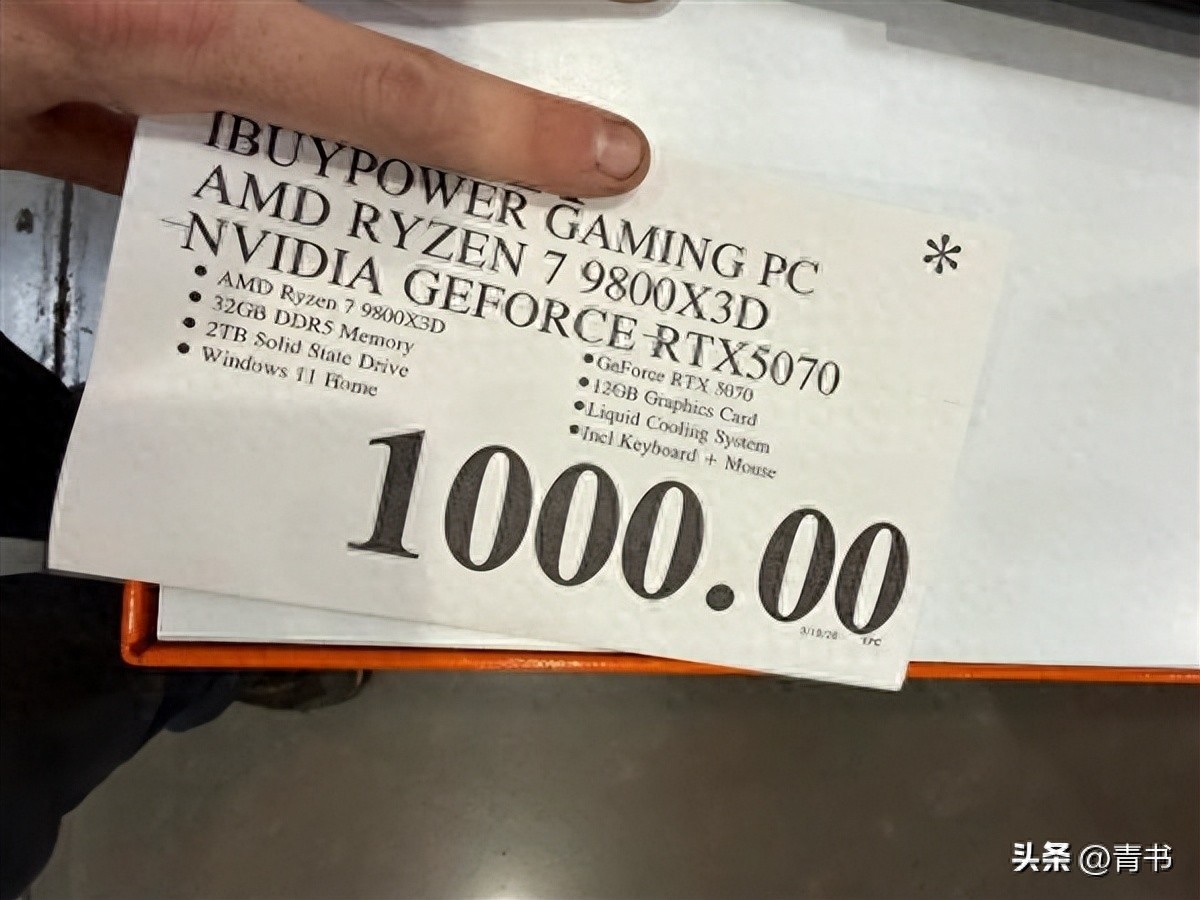 IBUYPOWER GAMING PC
AMD RYZEN 7 9800X3D
NVIDIA GEFORCE RTX5070
*
• AMD Ryzen 7 9800X3D
• 32GB DDR5 Memory
• 2TB Solid State Drive
• Windows 11 Home
• GeForce RTX 5070
• 12GB Graphics Card
• Liquid Cooling System
• Incl Keyboard + Mouse
1000.00
头条 @青书